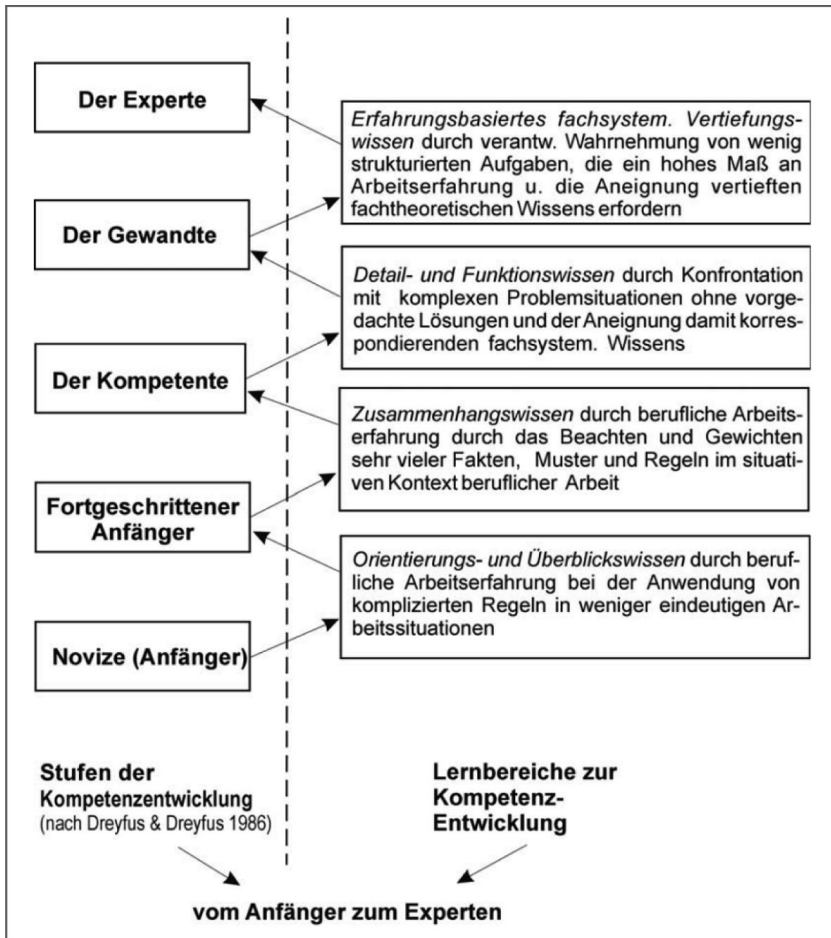 Der Experte
Erfahrungsbasiertes fachsystem. Vertiefungs-
wissen durch verantw. Wahrnehmung von wenig
strukturierten Aufgaben, die ein hohes Maß an
Arbeitserfahrung u. die Aneignung vertieften
fachtheoretischen Wissens erfordern
Der Gewandte
Detail- und Funktionswissen durch Konfrontation
mit komplexen Problemsituationen ohne vorge-
dachte Lösungen und der Aneignung damit korres-
pondierenden fachsystem. Wissens
Der Kompetente
Zusammenhangswissen durch berufliche Arbeits-
erfahrung durch das Beachten und Gewichten
sehr vieler Fakten, Muster und Regeln im situati-
ven Kontext beruflicher Arbeit
Fortgeschrittener
Anfänger
Orientierungs- und Überblickswissen durch beruf-
liche Arbeitserfahrung bei der Anwendung von
komplizierten Regeln in weniger eindeutigen Ar-
beitssituationen
Novize (Anfänger)
Stufen der
Kompetenzentwicklung
(nach Dreyfus & Dreyfus 1986)
Lernbereiche zur
Kompetenz-
Entwicklung
vom Anfänger zum Experten